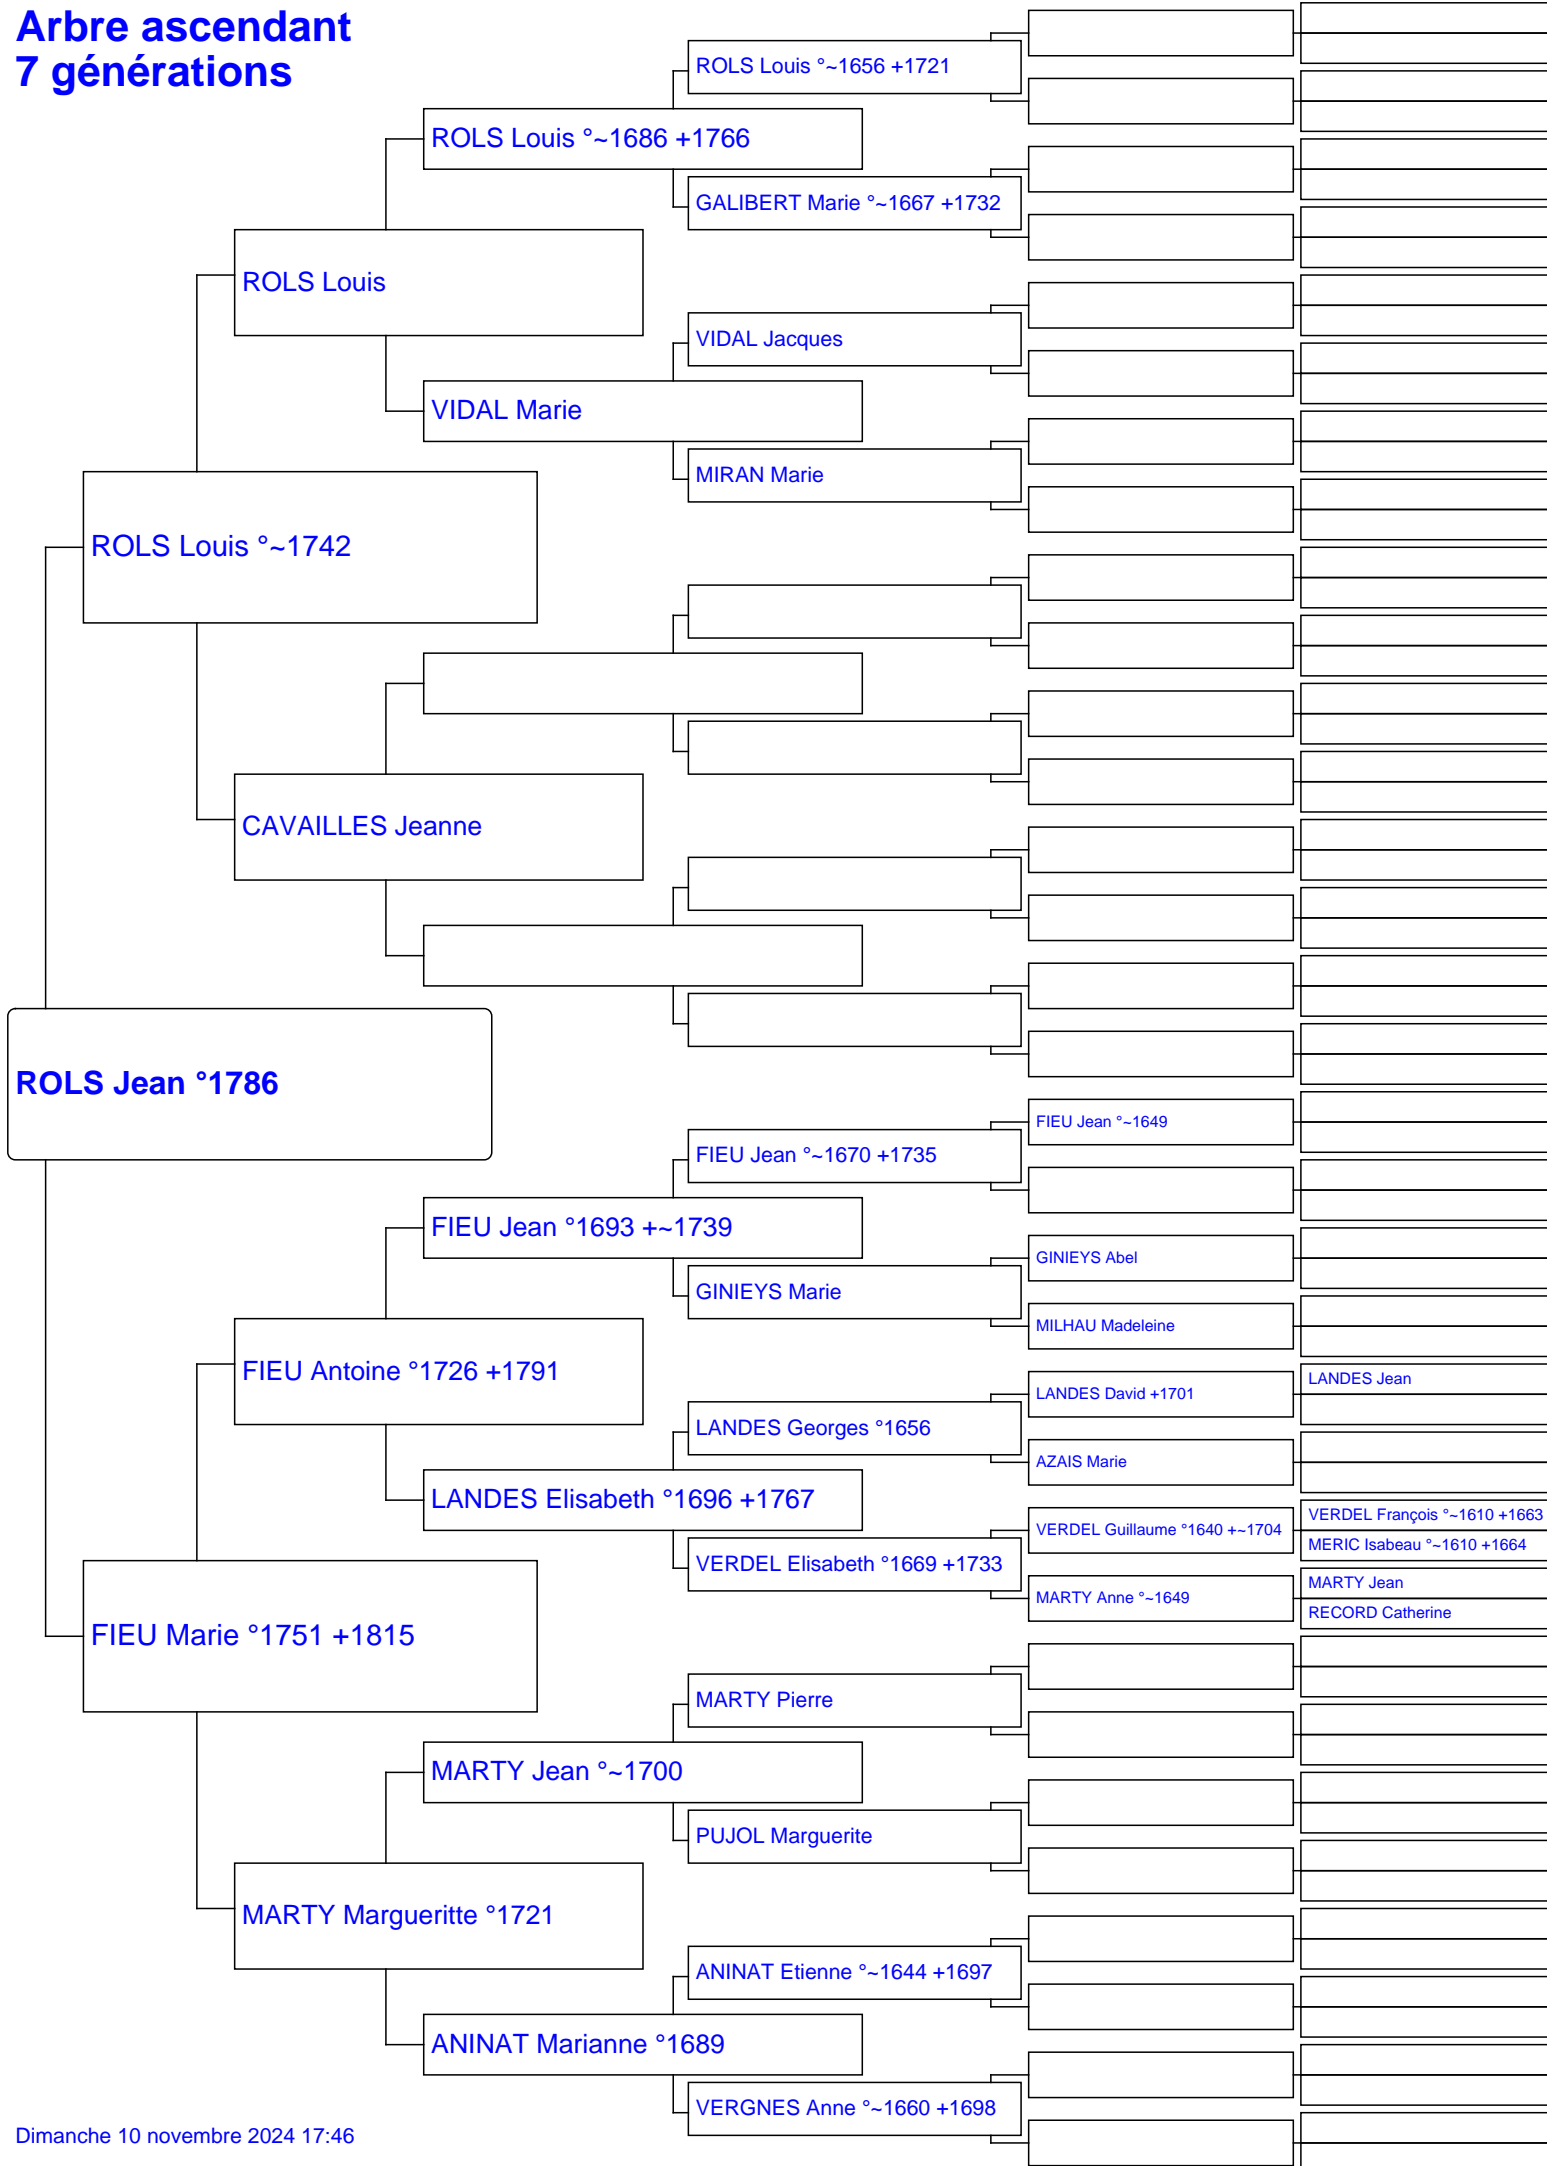 Arbre ascendant
7 générations
ROLS Louis °~1656 +1721
ROLS Louis °~1686 +1766
GALIBERT Marie °~1667 +1732
ROLS Louis
VIDAL Jacques
VIDAL Marie
MIRAN Marie
ROLS Louis °~1742
CAVAILLES Jeanne
ROLS Jean °1786
FIEU Jean °~1649
FIEU Jean °~1670 +1735
FIEU Jean °1693 +~1739
GINIEYS Abel
GINIEYS Marie
MILHAU Madeleine
FIEU Antoine °1726 +1791
LANDES Jean
LANDES David +1701
LANDES Georges °1656
AZAIS Marie
LANDES Elisabeth °1696 +1767
VERDEL François °~1610 +1663
VERDEL Guillaume °1640 +~1704
MERIC Isabeau °~1610 +1664
VERDEL Elisabeth °1669 +1733
MARTY Jean
MARTY Anne °~1649
RECORD Catherine
FIEU Marie °1751 +1815
MARTY Pierre
MARTY Jean °~1700
PUJOL Marguerite
MARTY Margueritte °1721
ANINAT Etienne °~1644 +1697
ANINAT Marianne °1689
VERGNES Anne °~1660 +1698
Dimanche 10 novembre 2024 17:46